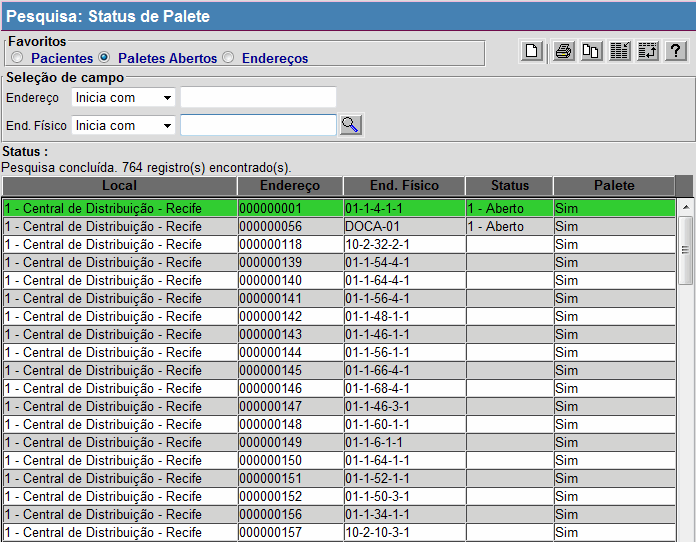 Pesquisa: Status de Palete
Favoritos
Pacientes Paletes Abertos Endereços
?
Seleção de campo
Endereço Inicia com
End. Físico Inicia com
Status :
Pesquisa concluída. 764 registro(s) encontrado(s).
Local Endereço End. Físico Status Palete
1 - Central de Distribuição - Recife 000000001 01-1-4-1-1 1 - Aberto Sim
1 - Central de Distribuição - Recife 000000056 DOCA-01 1 - Aberto Sim
1 - Central de Distribuição - Recife 000000118 10-2-32-2-1 Sim
1 - Central de Distribuição - Recife 000000139 01-1-54-4-1 Sim
1 - Central de Distribuição - Recife 000000140 01-1-64-4-1 Sim
1 - Central de Distribuição - Recife 000000141 01-1-56-4-1 Sim
1 - Central de Distribuição - Recife 000000142 01-1-48-1-1 Sim
1 - Central de Distribuição - Recife 000000143 01-1-46-1-1 Sim
1 - Central de Distribuição - Recife 000000144 01-1-56-1-1 Sim
1 - Central de Distribuição - Recife 000000145 01-1-66-4-1 Sim
1 - Central de Distribuição - Recife 000000146 01-1-68-4-1 Sim
1 - Central de Distribuição - Recife 000000147 01-1-46-3-1 Sim
1 - Central de Distribuição - Recife 000000148 01-1-60-1-1 Sim
1 - Central de Distribuição - Recife 000000149 01-1-6-1-1 Sim
1 - Central de Distribuição - Recife 000000150 01-1-64-1-1 Sim
1 - Central de Distribuição - Recife 000000151 01-1-52-1-1 Sim
1 - Central de Distribuição - Recife 000000152 01-1-50-3-1 Sim
1 - Central de Distribuição - Recife 000000156 01-1-34-1-1 Sim
1 - Central de Distribuição - Recife 000000157 10-2-10-3-1 Sim